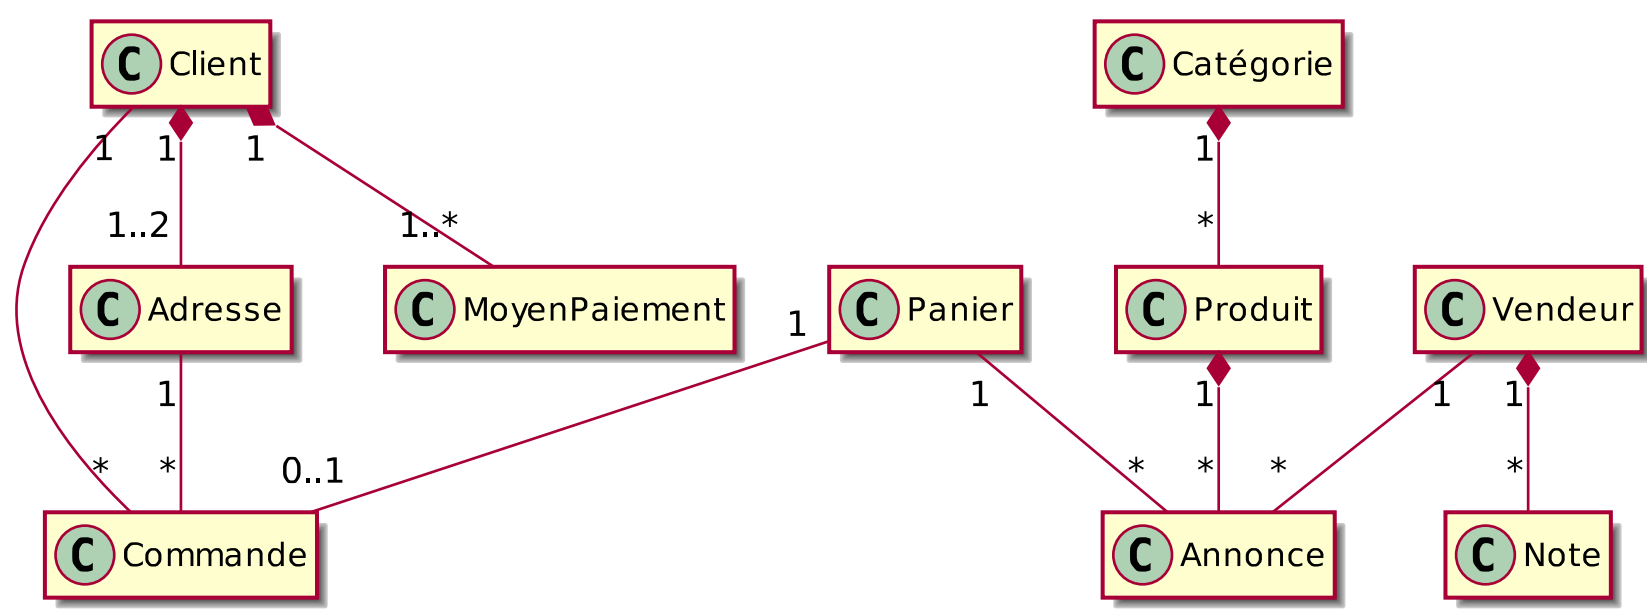 C Client
C Catégorie
1
1
1
1
1..2
1..*
*
C Adresse
C MoyenPaiement
C Panier
C Produit
C Vendeur
1
1
1
1
1
1
*
*
0..1
*
*
*
*
C Commande
C Annonce
C Note